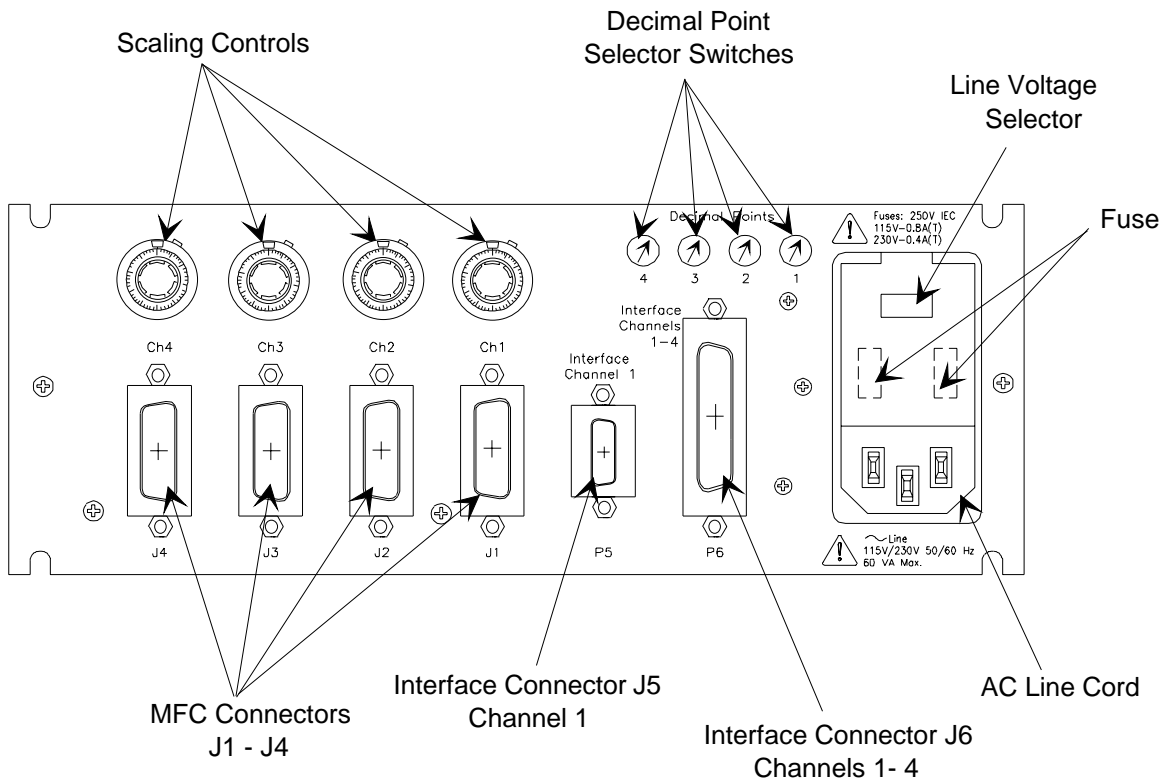 Scaling Controls
Decimal Point
Selector Switches
Line Voltage
Selector
Fuse
Decimal Points
4 3 2 1
Fuses: 250V IEC
115V-0.8A(T)
230V-0.4A(T)
Interface
Channels
1-4
Ch4 Ch3 Ch2 Ch1
Interface
Channel 1
J4 J3 J2 J1 P5 P6
~Line
115V/230V 50/60 Hz
60 VA Max.
MFC Connectors
J1 - J4
Interface Connector J5
Channel 1
Interface Connector J6
Channels 1- 4
AC Line Cord